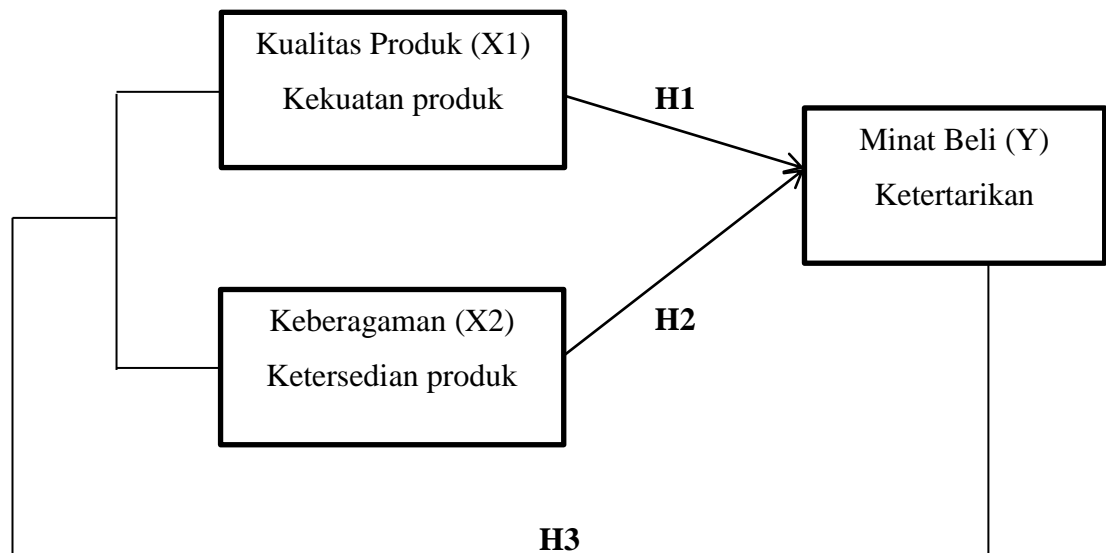 Kualitas Produk (X1)
Kekuatan produk
H1
Minat Beli (Y)
Ketertarikan
Keberagaman (X2)
Ketersedian produk
H2
H3